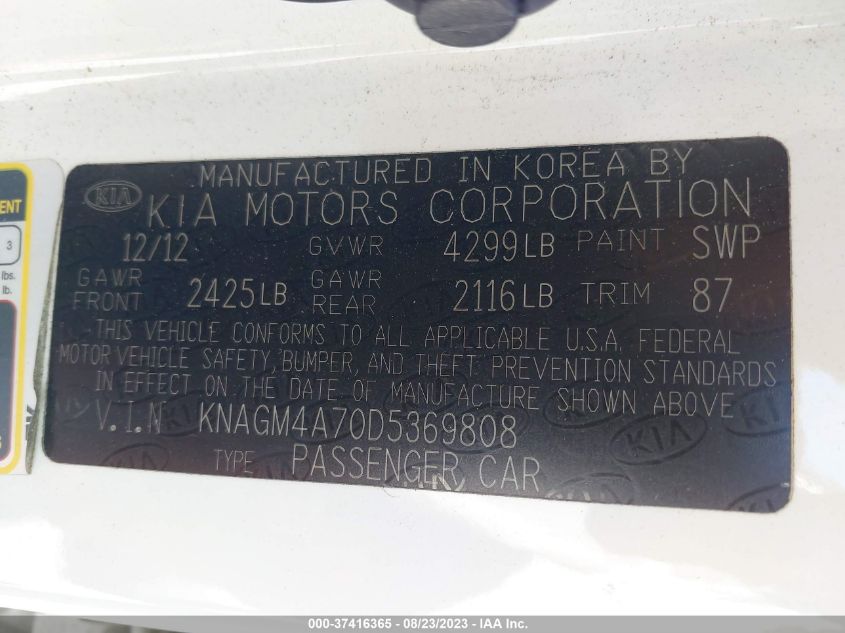 MANUFACTURED IN KOREA BY
KIA KIA MOTORS CORPORATION
12/12 GVWR 4299LB PAINT SWP
GAWR FRONT 2425LB GAWR REAR 2116LB TRIM 87
THIS VEHICLE CONFORMS TO ALL APPLICABLE U.S.A. FEDERAL
MOTOR VEHICLE SAFETY, BUMPER, AND THEFT PREVENTION STANDARDS
IN EFFECT ON THE DATE OF MANUFACTURE SHOWN ABOVE
V.I.N KNAGM4A70D5369808
TYPE PASSENGER CAR
3
lbs.
lb.
000-37416365 - 08/23/2023 - IAA Inc.